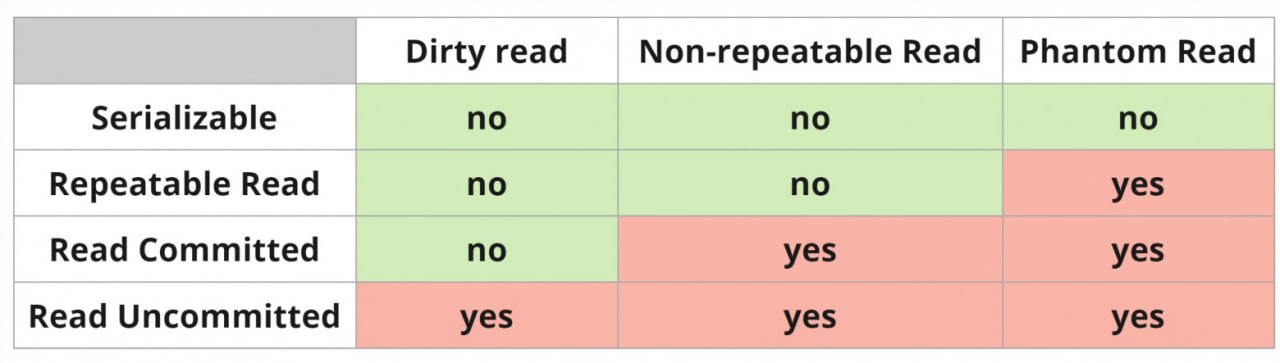 Dirty read Non-repeatable Read Phantom Read
Serializable no no no
Repeatable Read no no yes
Read Committed no yes yes
Read Uncommitted yes yes yes